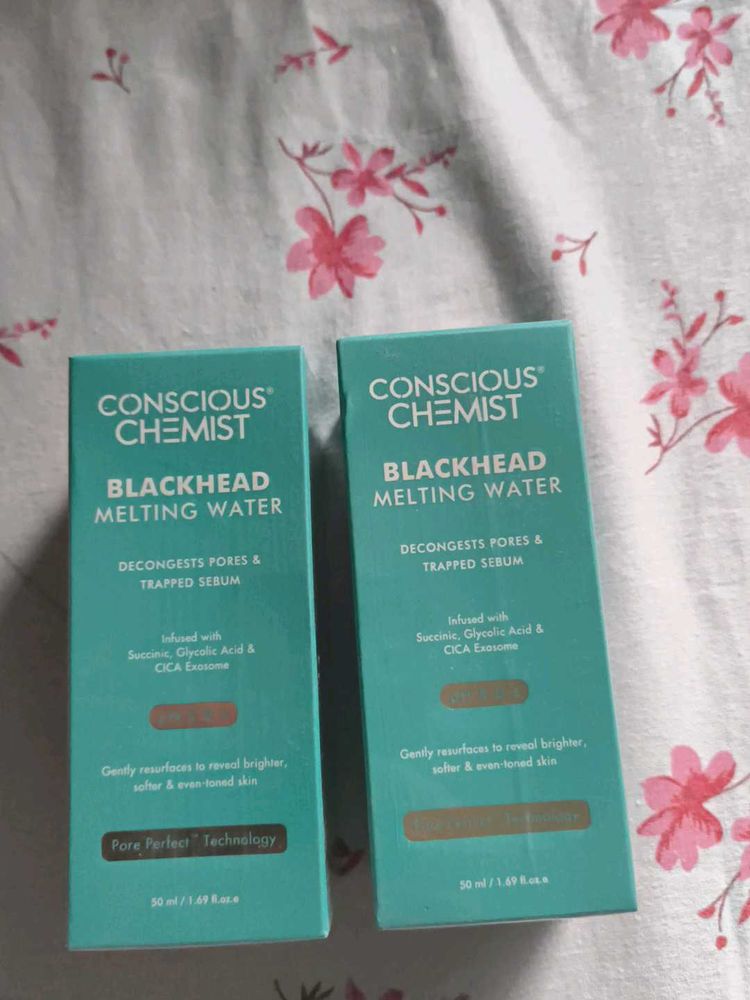 CONSCIOUS®
CHEMIST
BLACKHEAD
MELTING WATER
DECONGESTS PORES &
TRAPPED SEBUM
Infused with
Succinic, Glycolic Acid &
CICA Exosome
Gently resurfaces to reveal brighter,
softer & even-toned skin
Pore Perfect™ Technology
50 ml / 1.69 fl.oz.e
CONSCIOUS®
CHEMIST
BLACKHEAD
MELTING WATER
DECONGESTS PORES &
TRAPPED SEBUM
Infused with
Succinic, Glycolic Acid &
CICA Exosome
Gently resurfaces to reveal brighter,
softer & even-toned skin
Pore Perfect™ Technology
50 ml / 1.69 fl.oz.e